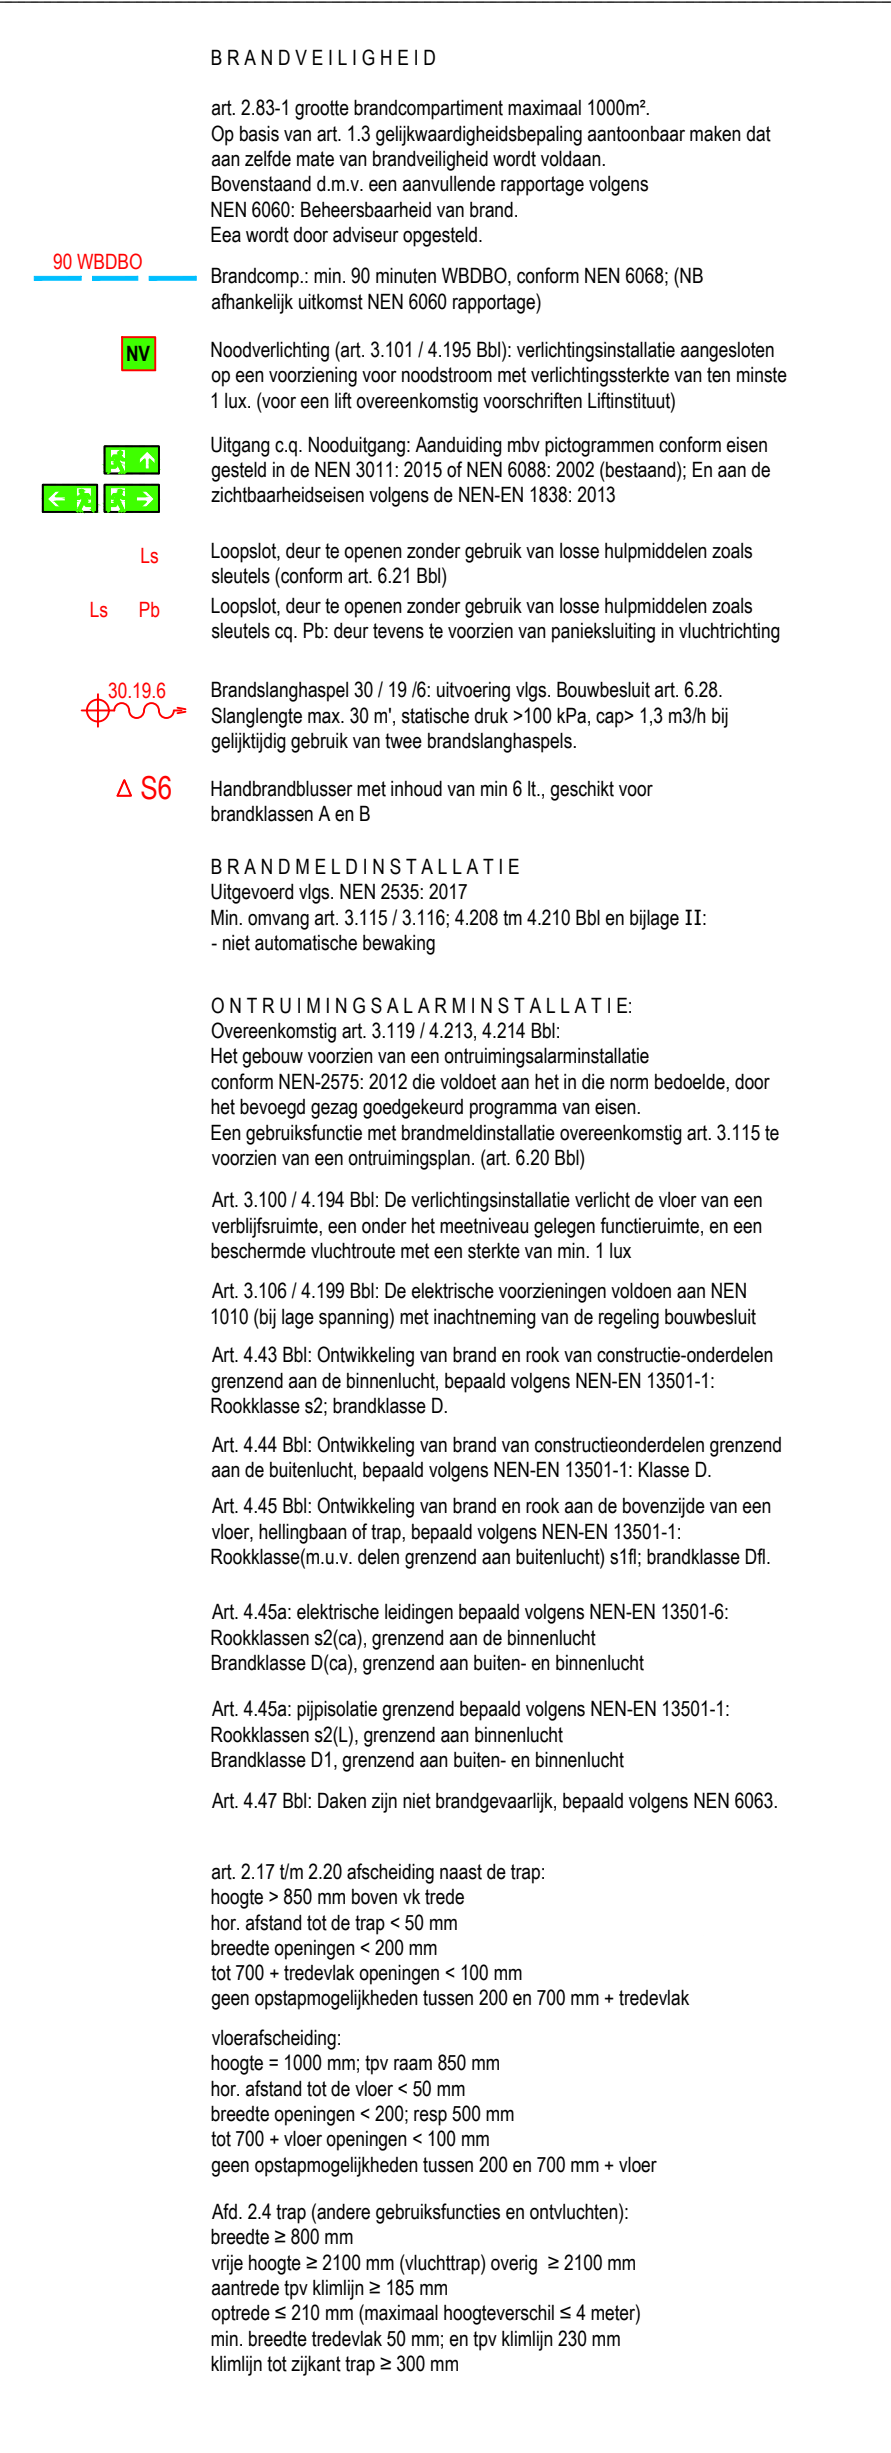 BRANDVEILIGHEID
art. 2.83-1 grootte brandcompartiment maximaal 1000m².
Op basis van art. 1.3 gelijkwaardigheidsbepaling aantoonbaar maken dat
aan zelfde mate van brandveiligheid wordt voldaan.
Bovenstaand d.m.v. een aanvullende rapportage volgens
NEN 6060: Beheersbaarheid van brand.
Eea wordt door adviseur opgesteld.
90 WBDBO
Brandcomp.: min. 90 minuten WBDBO, conform NEN 6068; (NB
afhankelijk uitkomst NEN 6060 rapportage)
NV
Noodverlichting (art. 3.101 / 4.195 Bbl): verlichtingsinstallatie aangesloten
op een voorziening voor noodstroom met verlichtingssterkte van ten minste
1 lux. (voor een lift overeenkomstig voorschriften Liftinstituut)
Uitgang c.q. Nooduitgang: Aanduiding mbv pictogrammen conform eisen
gesteld in de NEN 3011: 2015 of NEN 6088: 2002 (bestaand); En aan de
zichtbaarheidseisen volgens de NEN-EN 1838: 2013
Ls
Loopslot, deur te openen zonder gebruik van losse hulpmiddelen zoals
sleutels (conform art. 6.21 Bbl)
Ls Pb
Loopslot, deur te openen zonder gebruik van losse hulpmiddelen zoals
sleutels cq. Pb: deur tevens te voorzien van panieksluiting in vluchtrichting
30.19.6
Brandslanghaspel 30 / 19 /6: uitvoering vlgs. Bouwbesluit art. 6.28.
Slanglengte max. 30 m', statische druk >100 kPa, cap> 1,3 m3/h bij
gelijktijdig gebruik van twee brandslanghaspels.
Δ S6
Handbrandblusser met inhoud van min 6 lt., geschikt voor
brandklassen A en B
BRANDMELDINSTALLATIE
Uitgevoerd vlgs. NEN 2535: 2017
Min. omvang art. 3.115 / 3.116; 4.208 tm 4.210 Bbl en bijlage II:
- niet automatische bewaking
ONTRUIMINGSALARMINSTALLATIE:
Overeenkomstig art. 3.119 / 4.213, 4.214 Bbl:
Het gebouw voorzien van een ontruimingsalarminstallatie
conform NEN-2575: 2012 die voldoet aan het in die norm bedoelde, door
het bevoegd gezag goedgekeurd programma van eisen.
Een gebruiksfunctie met brandmeldinstallatie overeenkomstig art. 3.115 te
voorzien van een ontruimingsplan. (art. 6.20 Bbl)
Art. 3.100 / 4.194 Bbl: De verlichtingsinstallatie verlicht de vloer van een
verblijfsruimte, een onder het meetniveau gelegen functieruimte, en een
beschermde vluchtroute met een sterkte van min. 1 lux
Art. 3.106 / 4.199 Bbl: De elektrische voorzieningen voldoen aan NEN
1010 (bij lage spanning) met inachtneming van de regeling bouwbesluit
Art. 4.43 Bbl: Ontwikkeling van brand en rook van constructie-onderdelen
grenzend aan de binnenlucht, bepaald volgens NEN-EN 13501-1:
Rookklasse s2; brandklasse D.
Art. 4.44 Bbl: Ontwikkeling van brand van constructieonderdelen grenzend
aan de buitenlucht, bepaald volgens NEN-EN 13501-1: Klasse D.
Art. 4.45 Bbl: Ontwikkeling van brand en rook aan de bovenzijde van een
vloer, hellingbaan of trap, bepaald volgens NEN-EN 13501-1:
Rookklasse(m.u.v. delen grenzend aan buitenlucht) s1fl; brandklasse Dfl.
Art. 4.45a: elektrische leidingen bepaald volgens NEN-EN 13501-6:
Rookklassen s2(ca), grenzend aan de binnenlucht
Brandklasse D(ca), grenzend aan buiten- en binnenlucht
Art. 4.45a: pijpisolatie grenzend bepaald volgens NEN-EN 13501-1:
Rookklassen s2(L), grenzend aan binnenlucht
Brandklasse D1, grenzend aan buiten- en binnenlucht
Art. 4.47 Bbl: Daken zijn niet brandgevaarlijk, bepaald volgens NEN 6063.
art. 2.17 t/m 2.20 afscheiding naast de trap:
hoogte > 850 mm boven vk trede
hor. afstand tot de trap < 50 mm
breedte openingen < 200 mm
tot 700 + tredevlak openingen < 100 mm
geen opstapmogelijkheden tussen 200 en 700 mm + tredevlak
vloerafscheiding:
hoogte = 1000 mm; tpv raam 850 mm
hor. afstand tot de vloer < 50 mm
breedte openingen < 200; resp 500 mm
tot 700 + vloer openingen < 100 mm
geen opstapmogelijkheden tussen 200 en 700 mm + vloer
Afd. 2.4 trap (andere gebruiksfuncties en ontvluchten):
breedte ≥ 800 mm
vrije hoogte ≥ 2100 mm (vluchttrap) overig ≥ 2100 mm
aantrede tpv klimlijn ≥ 185 mm
optrede ≤ 210 mm (maximaal hoogteverschil ≤ 4 meter)
min. breedte tredevlak 50 mm; en tpv klimlijn 230 mm
klimlijn tot zijkant trap ≥ 300 mm